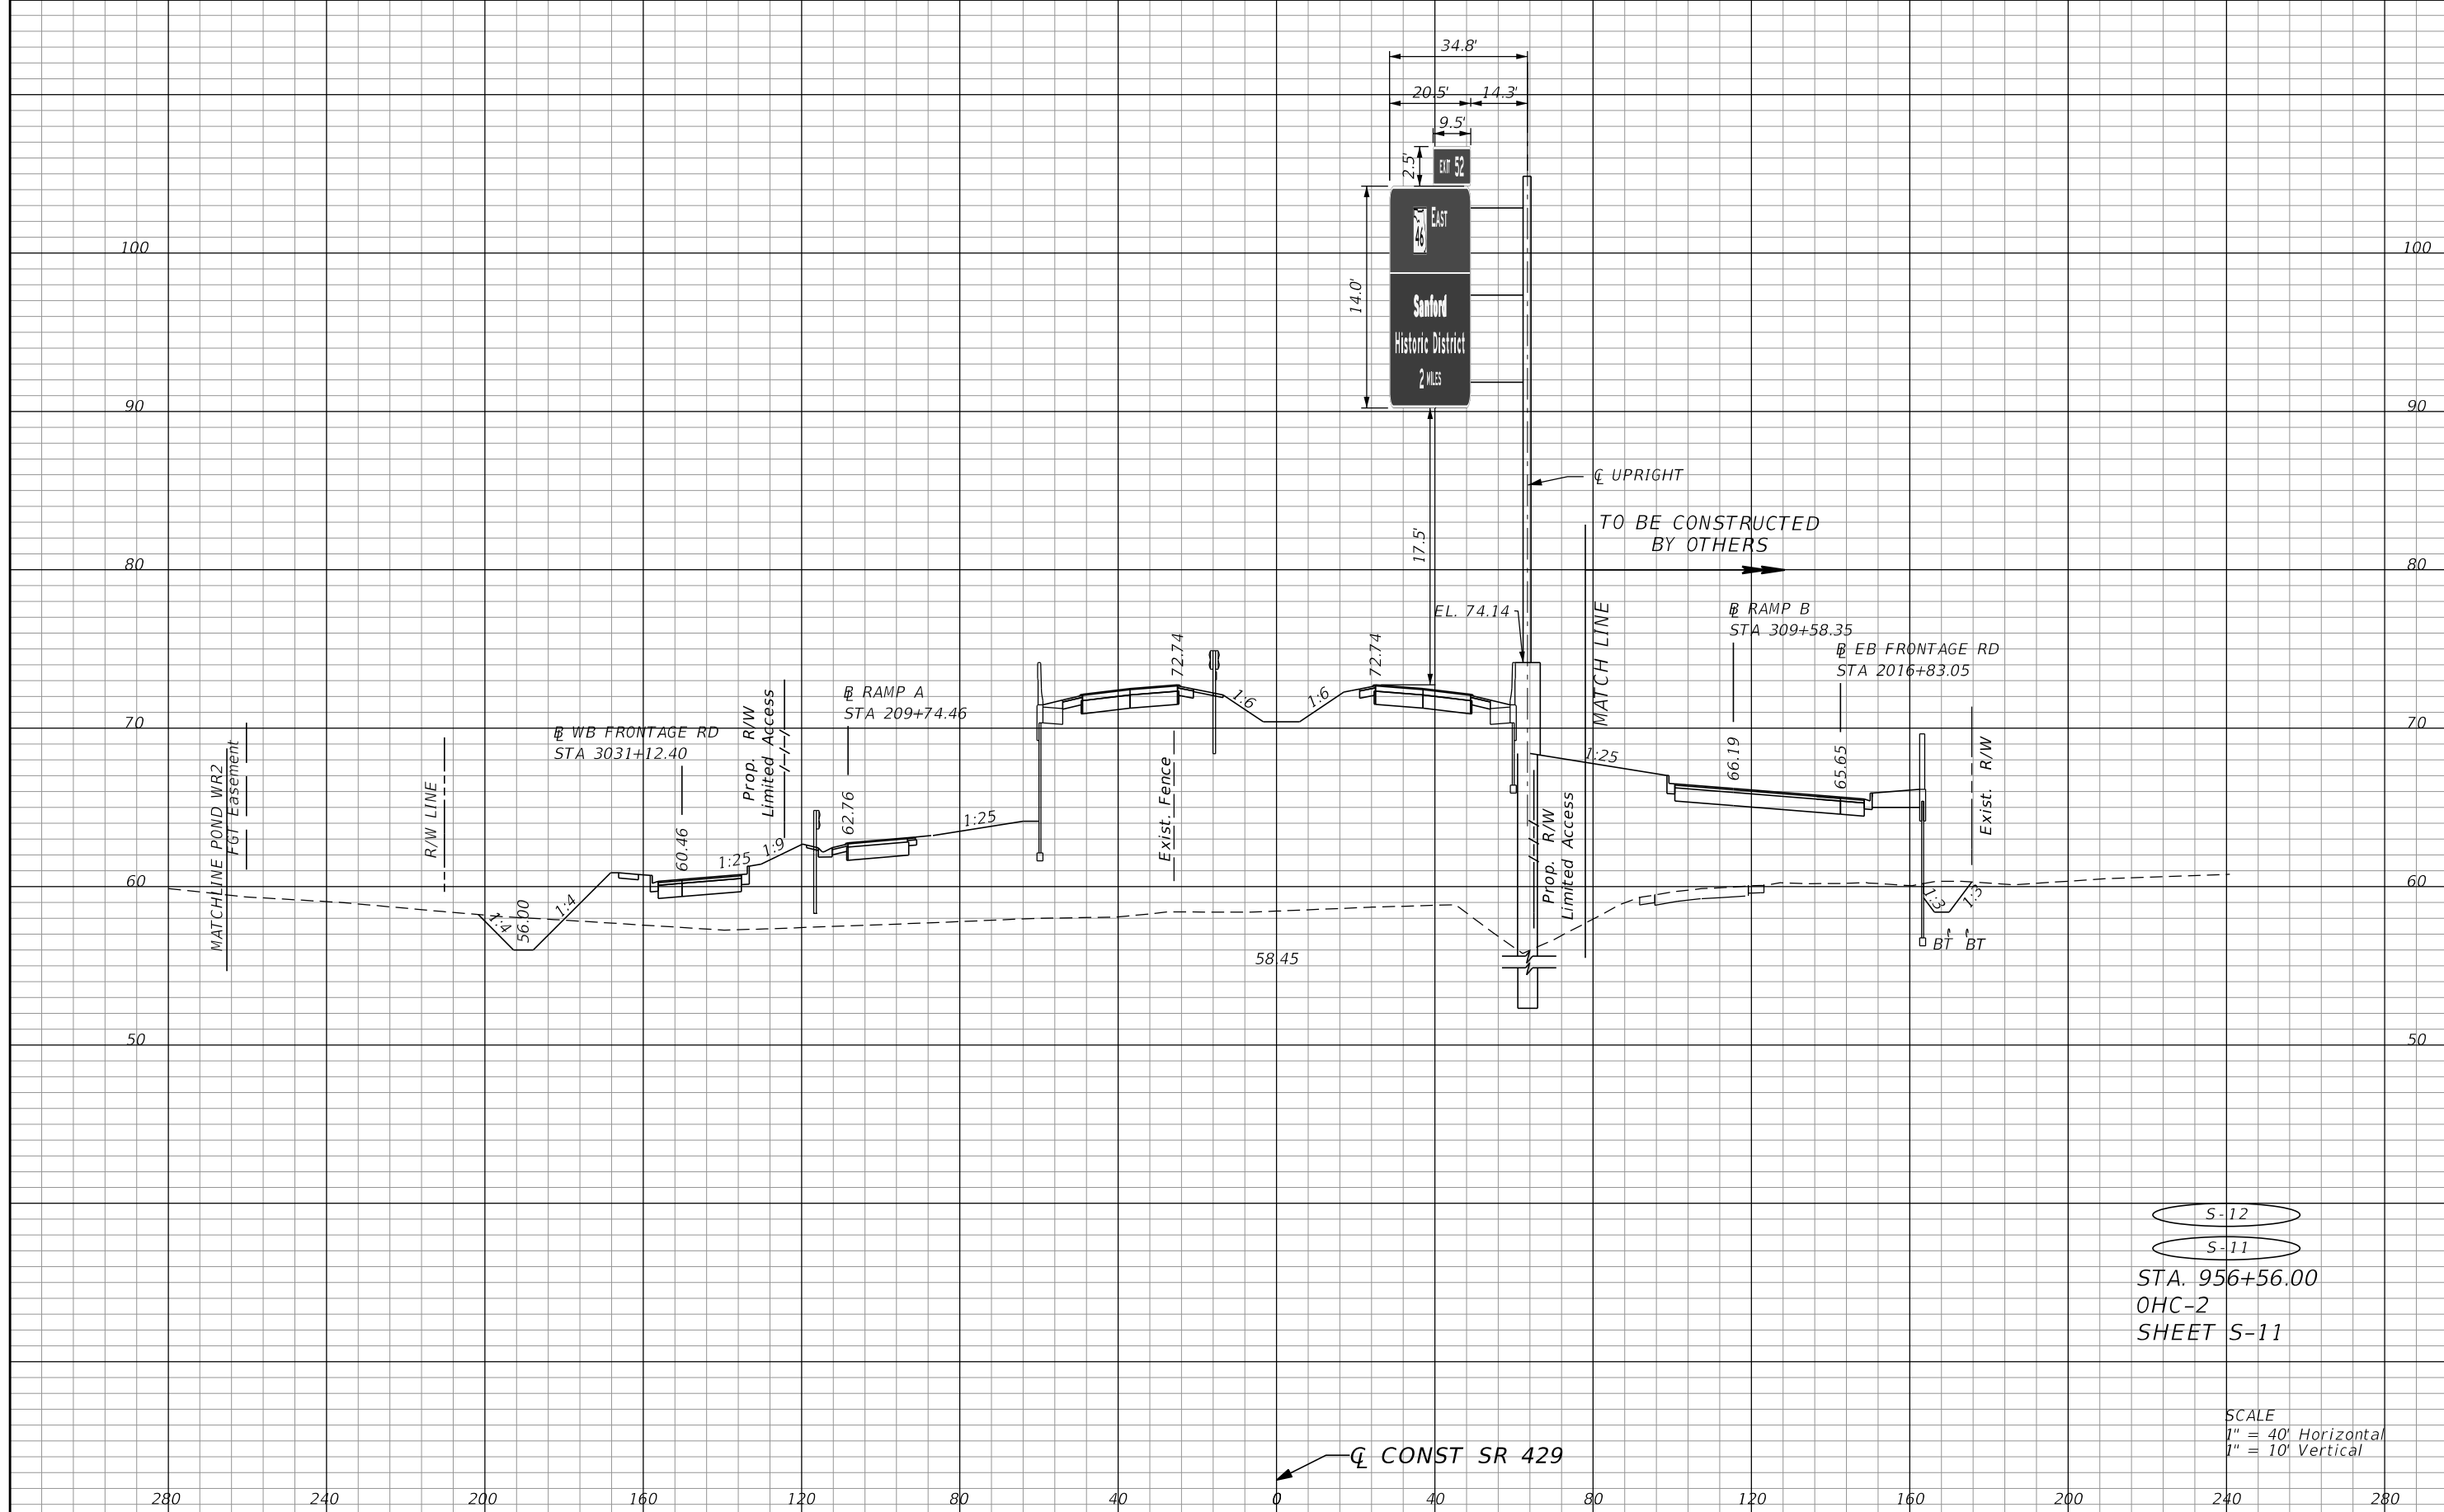 34.8'
20.5'
14.3'
9.5'
2.5'
EXIT 52
46
EAST
Sanford
Historic District
2 MILES
14.0'
17.5'
100
100
90
90
80
80
70
70
60
60
50
50
℄ UPRIGHT
TO BE CONSTRUCTED
BY OTHERS
EL. 74.14
MATCH LINE
BL RAMP B
STA 309+58.35
BL EB FRONTAGE RD
STA 2016+83.05
72.74
72.74
1:6
1:6
BL RAMP A
STA 209+74.46
BL WB FRONTAGE RD
STA 3031+12.40
Prop. R/W
Limited Access
MATCHLINE POND WR2
FGT Easement
R/W LINE
62.76
60.46
1:25
1:9
1:25
1:4
56.00
1:4
Exist. Fence
58.45
1:25
Prop. R/W
Limited Access
66.19
65.65
Exist. R/W
1:3
1:3
BT
BT
S-12
S-11
STA. 956+56.00
OHC-2
SHEET S-11
SCALE
1" = 40' Horizontal
1" = 10' Vertical
℄ CONST SR 429
280
240
200
160
120
80
40
0
40
80
120
160
200
240
280